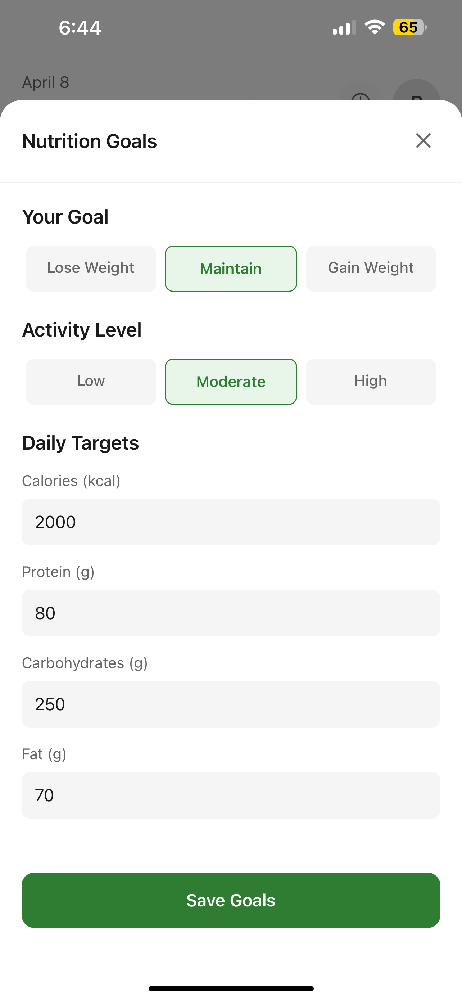 6:44
65
April 8
Nutrition Goals
Your Goal
Lose Weight Maintain Gain Weight
Activity Level
Low Moderate High
Daily Targets
Calories (kcal)
2000
Protein (g)
80
Carbohydrates (g)
250
Fat (g)
70
Save Goals